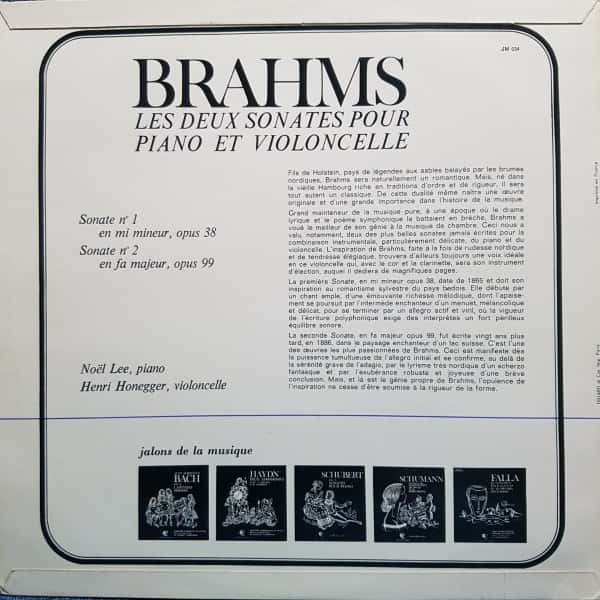 JM 034
BRAHMS
LES DEUX SONATES POUR
PIANO ET VIOLONCELLE
Fils de Holstein, pays de légendes aux sables balayés par les brumes
nordiques, Brahms sera naturellement un romantique. Mais, né dans
la vieille Hambourg riche en traditions d'ordre et de rigueur, il sera
tout autant un classique. De cette dualité même naîtra une œuvre
originale et d'une grande importance dans l'histoire de la musique.
Grand mainteneur de la musique pure, à une époque où le drame
lyrique et le poème symphonique la battaient en brèche, Brahms a
voué le meilleur de son génie à la musique de chambre. Ceci nous a
valu, notamment, deux des plus belles sonates jamais écrites pour la
combinaison instrumentale, particulièrement délicate, du piano et du
violoncelle. L'inspiration de Brahms, faite à la fois de rudesse nordique
et de tendresse élégiaque, trouvera d'ailleurs toujours une voix idéale
en ce violoncelle qui, avec le cor et la clarinette, sera son instrument
d'élection, auquel il dédiera de magnifiques pages.
La première Sonate, en mi mineur opus 38, date de 1865 et doit son
inspiration au romantisme sylvestre du pays badois. Elle débute par
un chant ample, d'une émouvante richesse mélodique, dont l'apaise-
ment se poursuit par l'intermède enchanteur d'un menuet, mélancolique
et délicat, pour se terminer par un allegro actif et viril, où la vigueur
de l'écriture polyphonique exige des interprètes un fort périlleux
équilibre sonore.
La seconde Sonate, en fa majeur opus 99, fut écrite vingt ans plus
tard, en 1886, dans le paysage enchanteur d'un lac suisse. C'est l'une
des œuvres les plus passionnées de Brahms. Ceci est manifeste dès
la puissance tumultueuse de l'allegro initial et se confirme, au delà de
la sérénité grave de l'adagio, par le lyrisme très nordique d'un scherzo
fantasque et par l'exubérance robuste et joyeuse d'une brève
conclusion. Mais, et là est le génie propre de Brahms, l'opulence de
l'inspiration ne cesse d'être soumise à la rigueur de la forme.
Sonate nº 1
en mi mineur, opus 38
Sonate nº 2
en fa majeur, opus 99
Noël Lee, piano
Henri Honegger, violoncelle
jalons de la musique
BACH
HAYDN
SCHUBERT
SCHUMANN
FALLA